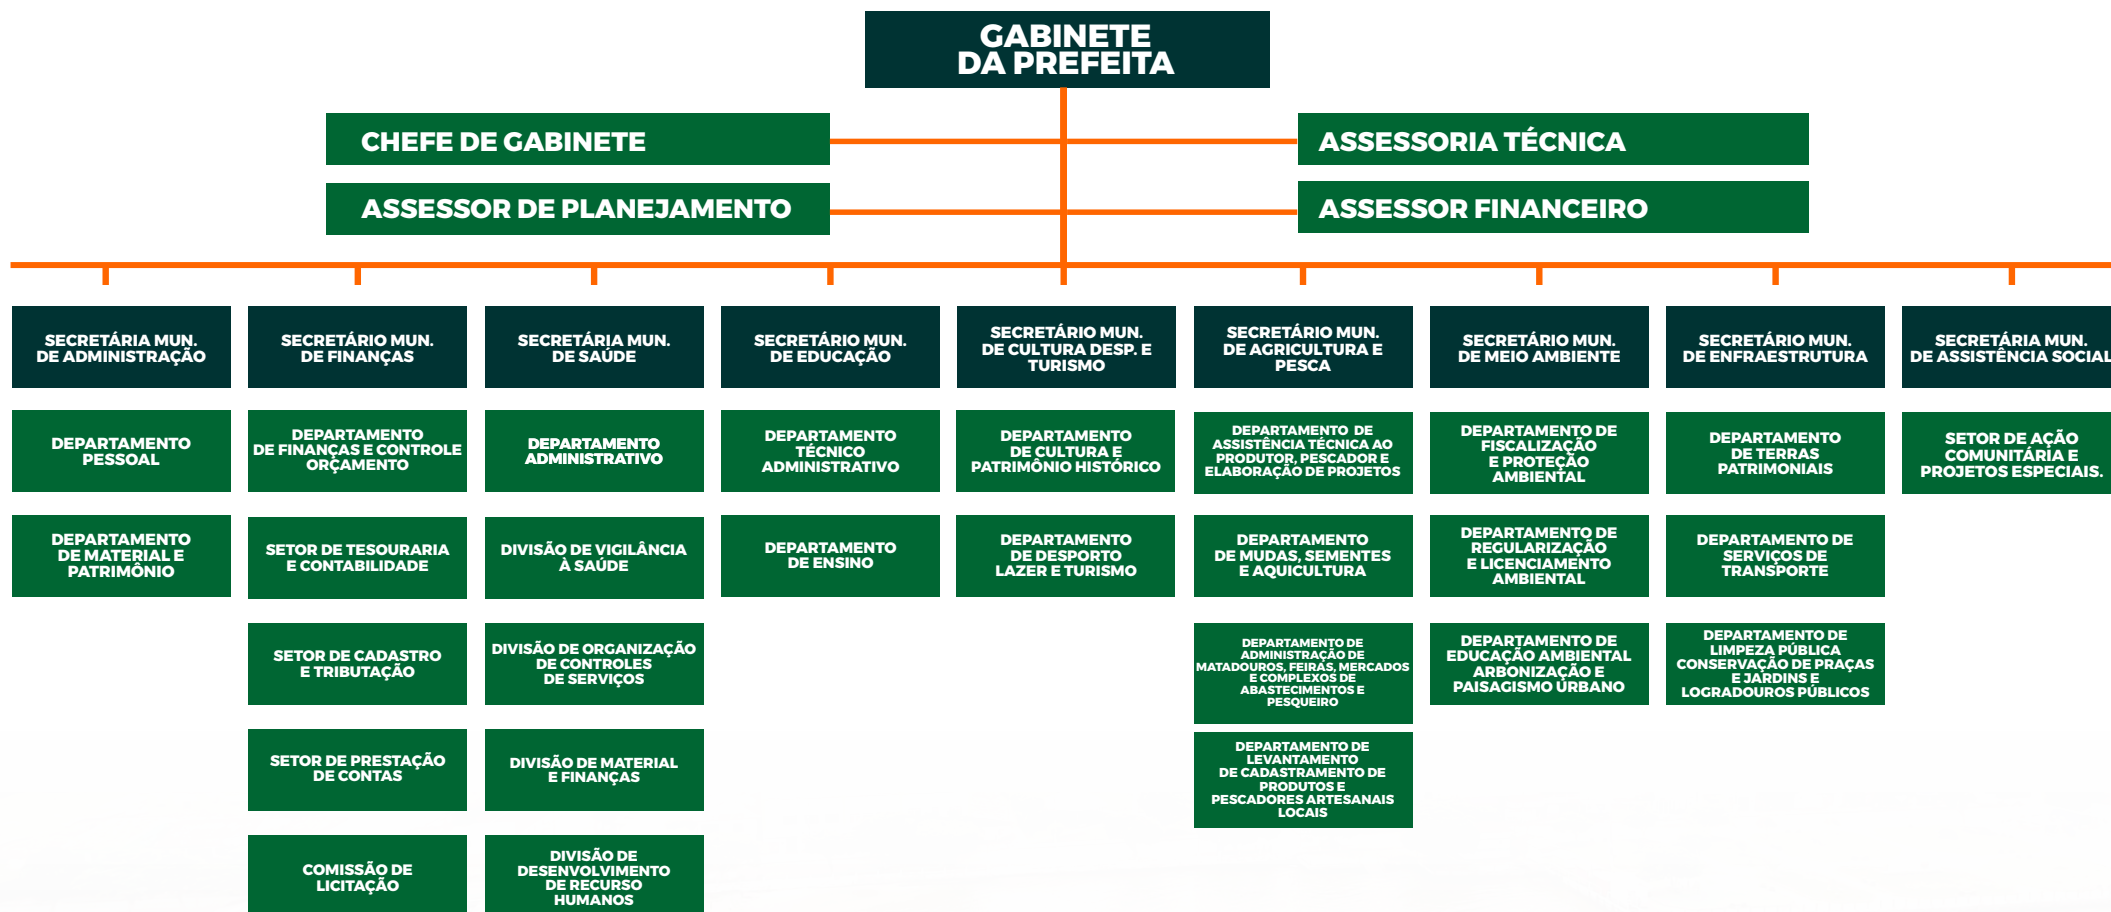 GABINETE
DA PREFEITA
CHEFE DE GABINETE
ASSESSORIA TÉCNICA
ASSESSOR DE PLANEJAMENTO
ASSESSOR FINANCEIRO
SECRETÁRIA MUN.
DE ADMINISTRAÇÃO
SECRETÁRIO MUN.
DE FINANÇAS
SECRETÁRIA MUN.
DE SAÚDE
SECRETÁRIO MUN.
DE EDUCAÇÃO
SECRETÁRIO MUN.
DE CULTURA DESP. E
TURISMO
SECRETÁRIO MUN.
DE AGRICULTURA E
PESCA
SECRETÁRIO MUN.
DE MEIO AMBIENTE
SECRETÁRIO MUN.
DE ENFRAESTRUTURA
SECRETÁRIA MUN.
DE ASSISTÊNCIA SOCIAL
DEPARTAMENTO
PESSOAL
DEPARTAMENTO
DE FINANÇAS E CONTROLE
ORÇAMENTO
DEPARTAMENTO
ADMINISTRATIVO
DEPARTAMENTO
TÉCNICO
ADMINISTRATIVO
DEPARTAMENTO
DE CULTURA E
PATRIMÔNIO HISTÓRICO
DEPARTAMENTO DE
ASSISTÊNCIA TÉCNICA AO
PRODUTOR, PESCADOR E
ELABORAÇÃO DE PROJETOS
DEPARTAMENTO DE
FISCALIZAÇÃO
E PROTEÇÃO
AMBIENTAL
DEPARTAMENTO
DE TERRAS
PATRIMONIAIS
SETOR DE AÇÃO
COMUNITÁRIA E
PROJETOS ESPECIAIS.
DEPARTAMENTO
DE MATERIAL E
PATRIMÔNIO
SETOR DE TESOURARIA
E CONTABILIDADE
DIVISÃO DE VIGILÂNCIA
À SAÚDE
DEPARTAMENTO
DE ENSINO
DEPARTAMENTO
DE DESPORTO
LAZER E TURISMO
DEPARTAMENTO
DE MUDAS, SEMENTES
E AQUICULTURA
DEPARTAMENTO DE
REGULARIZAÇÃO
E LICENCIAMENTO
AMBIENTAL
DEPARTAMENTO DE
SERVIÇOS DE
TRANSPORTE
SETOR DE CADASTRO
E TRIBUTAÇÃO
DIVISÃO DE ORGANIZAÇÃO
DE CONTROLES
DE SERVIÇOS
DEPARTAMENTO DE
ADMINISTRAÇÃO DE
MATADOUROS, FEIRAS, MERCADOS
E COMPLEXOS DE
ABASTECIMENTOS E
PESQUEIRO
DEPARTAMENTO DE
EDUCAÇÃO AMBIENTAL
ARBONIZAÇÃO E
PAISAGISMO URBANO
DEPARTAMENTO DE
LIMPEZA PÚBLICA
CONSERVAÇÃO DE PRAÇAS
E JARDINS E
LOGRADOUROS PÚBLICOS
SETOR DE PRESTAÇÃO
DE CONTAS
DIVISÃO DE MATERIAL
E FINANÇAS
DEPARTAMENTO DE
LEVANTAMENTO
DE CADASTRAMENTO DE
PRODUTOS E
PESCADORES ARTESANAIS
LOCAIS
COMISSÃO DE
LICITAÇÃO
DIVISÃO DE
DESENVOLVIMENTO
DE RECURSO
HUMANOS